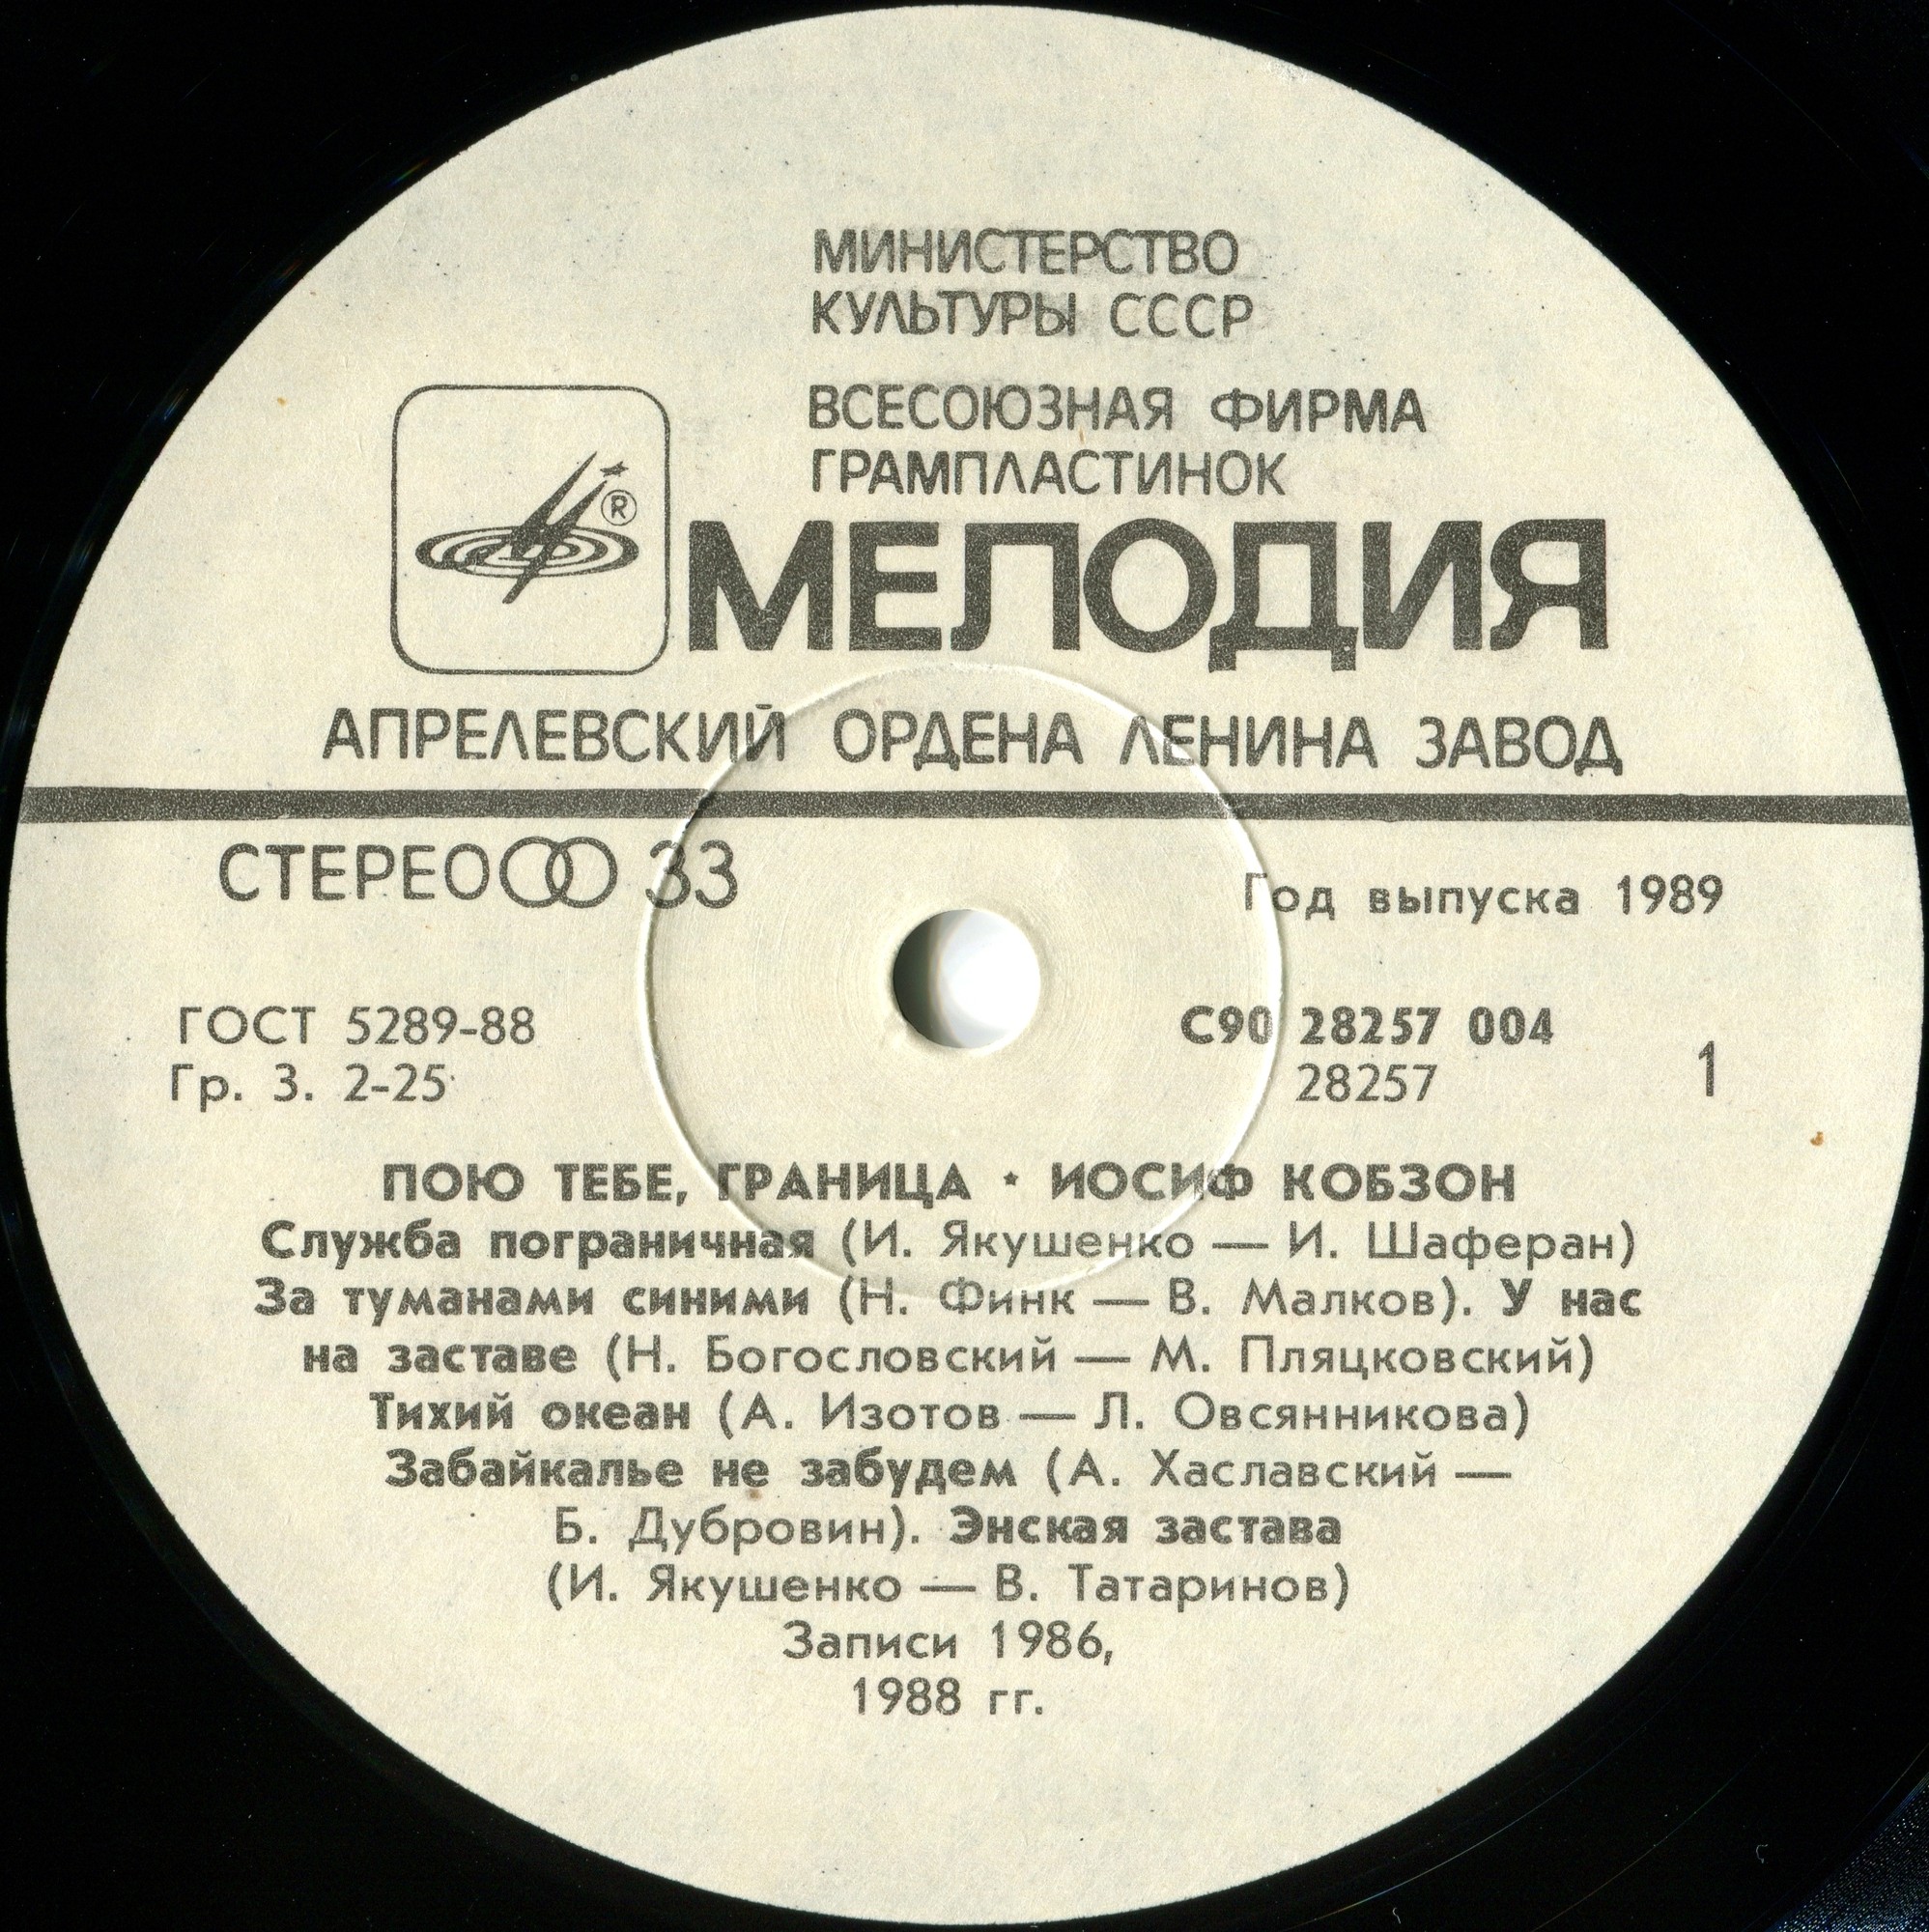 МИНИСТЕРСТВО
КУЛЬТУРЫ СССР
ВСЕСОЮЗНАЯ ФИРМА
ГРАМПЛАСТИНОК
®
МЕЛОДИЯ
АПРЕЛЕВСКИЙ ОРДЕНА ЛЕНИНА ЗАВОД
СТЕРЕО 33
Год выпуска 1989
ГОСТ 5289-88
Гр. 3. 2-25
С90 28257 004
28257
1
ПОЮ ТЕБЕ, ГРАНИЦА · ИОСИФ КОБЗОН
Служба пограничная (И. Якушенко — И. Шаферан)
За туманами синими (Н. Финк — В. Малков). У нас
на заставе (Н. Богословский — М. Пляцковский)
Тихий океан (А. Изотов — Л. Овсянникова)
Забайкалье не забудем (А. Хаславский —
Б. Дубровин). Энская застава
(И. Якушенко — В. Татаринов)
Записи 1986,
1988 гг.